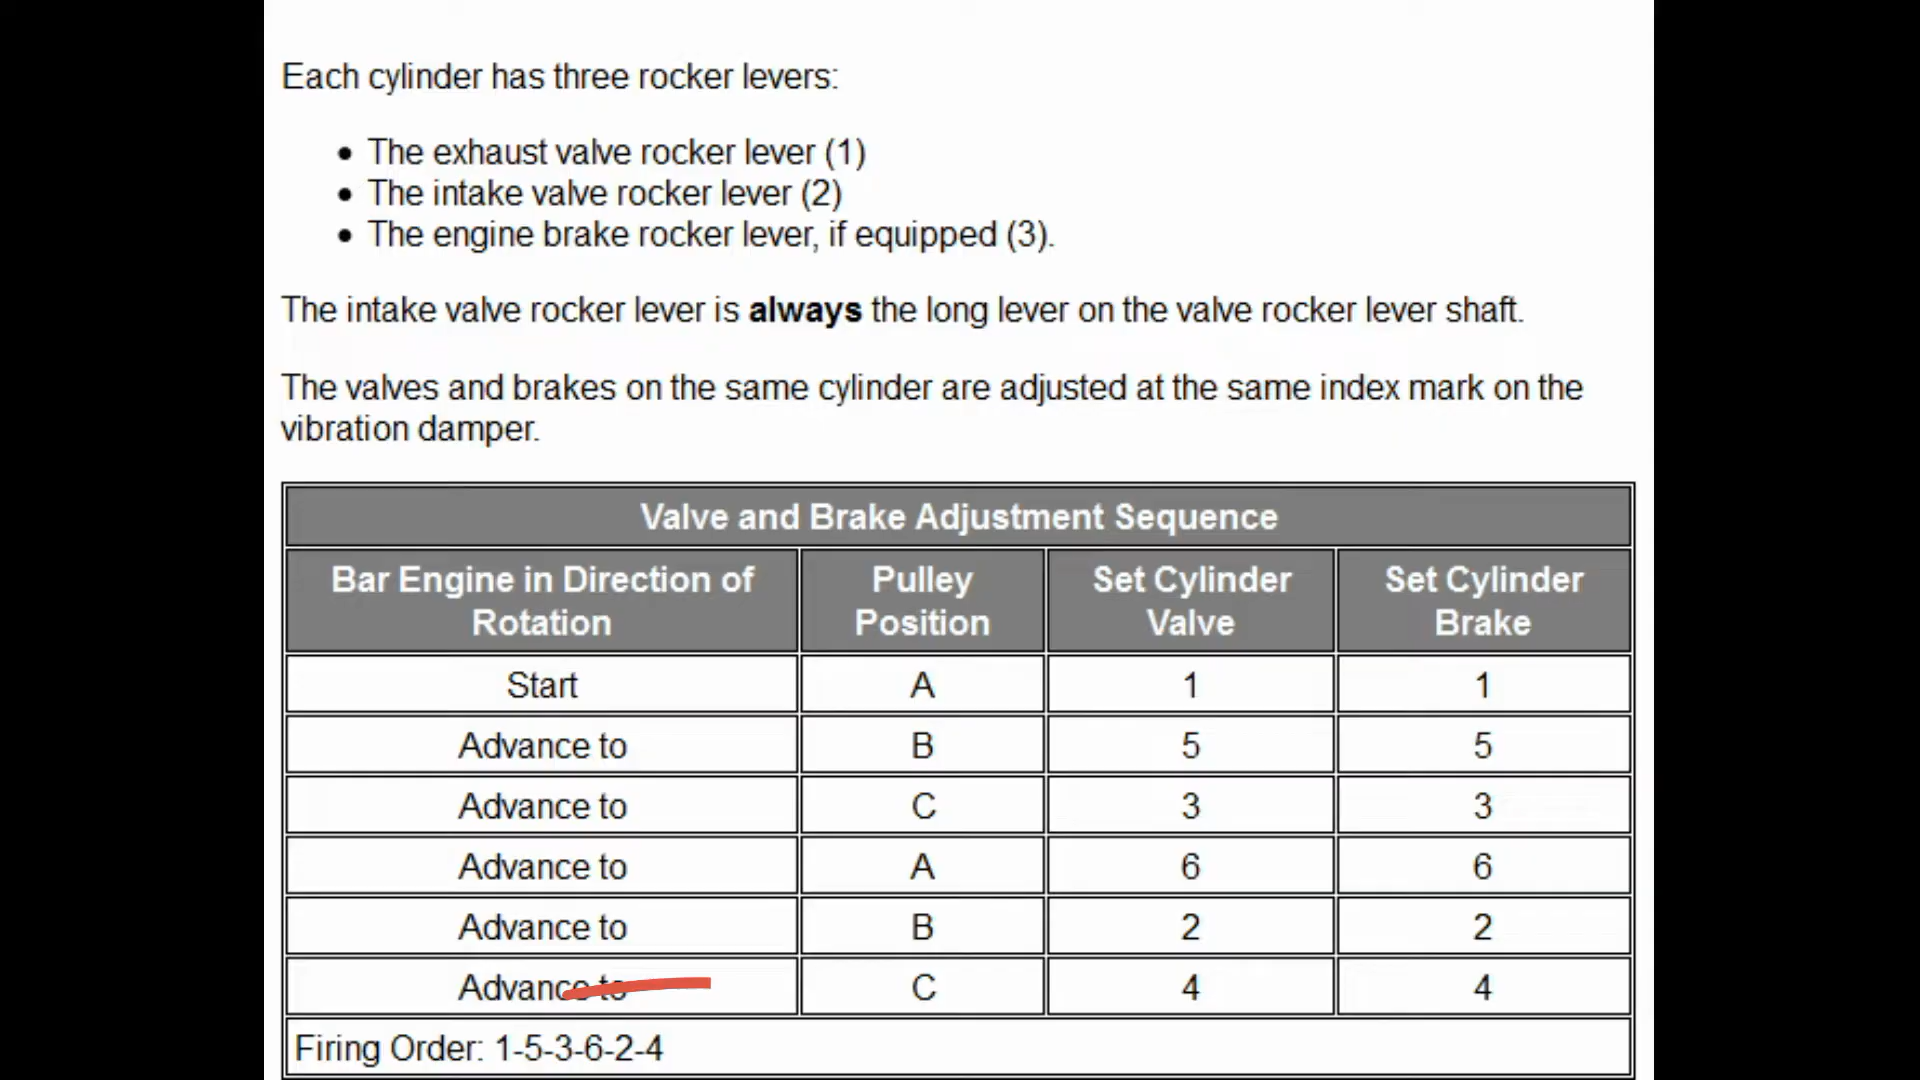 Each cylinder has three rocker levers:
• The exhaust valve rocker lever (1)
• The intake valve rocker lever (2)
• The engine brake rocker lever, if equipped (3).
The intake valve rocker lever is always the long lever on the valve rocker lever shaft.
The valves and brakes on the same cylinder are adjusted at the same index mark on the
vibration damper.
Valve and Brake Adjustment Sequence
Bar Engine in Direction of Rotation Pulley Position Set Cylinder Valve Set Cylinder Brake
Start A 1 1
Advance to B 5 5
Advance to C 3 3
Advance to A 6 6
Advance to B 2 2
Advance to C 4 4
Firing Order: 1-5-3-6-2-4